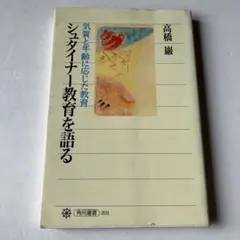 高橋 巖
シュタイナー教育を語る
気質と年齢に応じた教育
角川選書